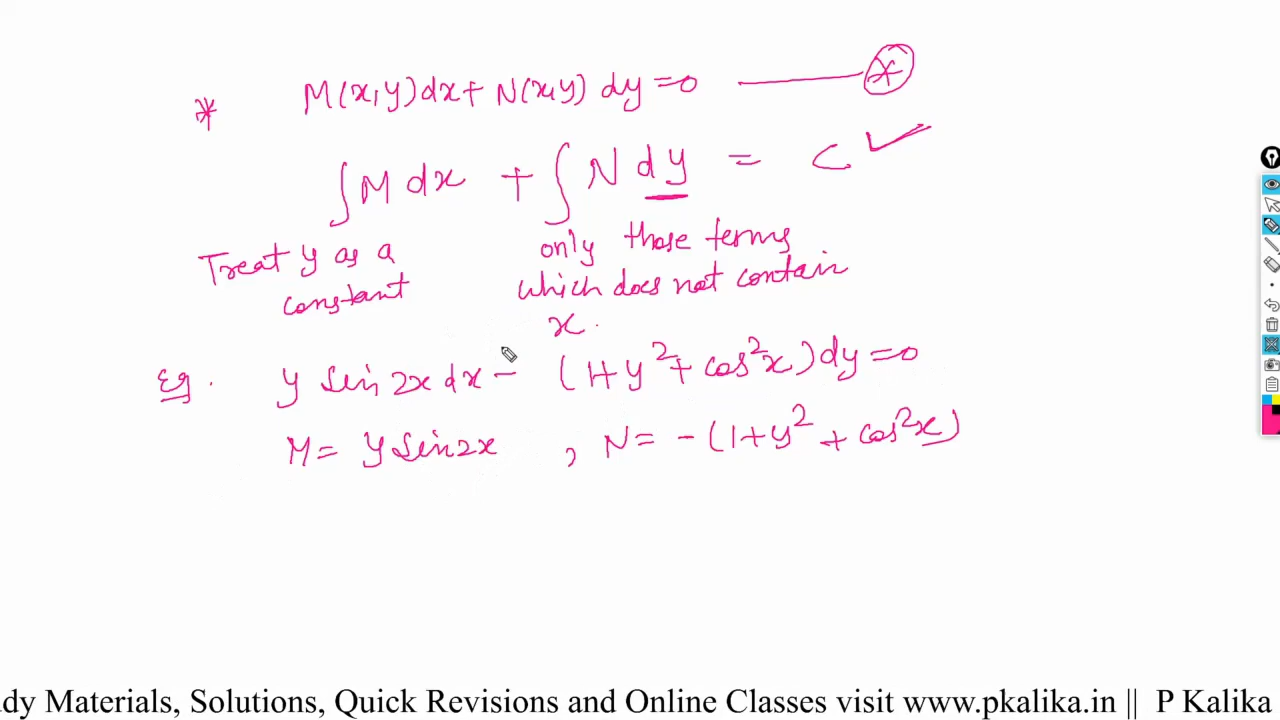 * M(x,y)dx+ N(x,y) dy=0 —— *
∫M dx + ∫N dy = C ✓
Treat y as a constant
only those terms which does not contain x.
Eg. y sin 2x dx - (1+y²+cos²x)dy=0
M= y sin2x , N= -(1+y²+cos²x)
dy Materials, Solutions, Quick Revisions and Online Classes visit www.pkalika.in || P Kalika